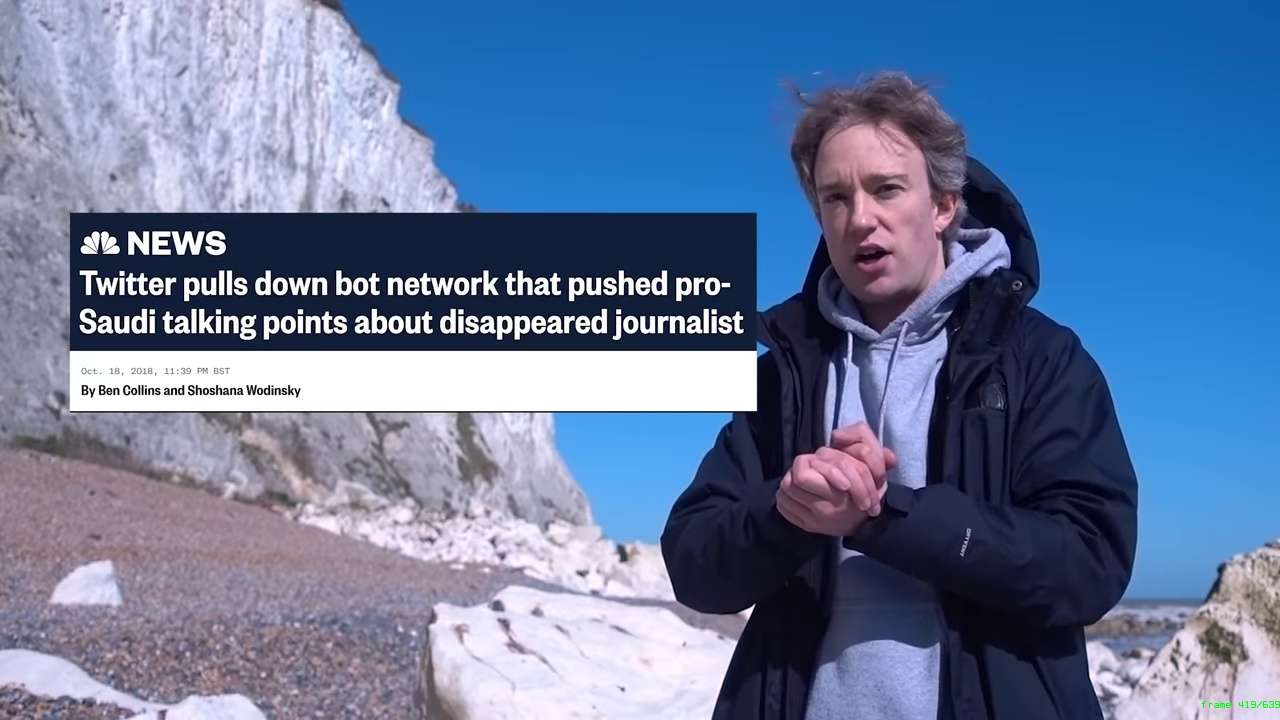 NEWS
Twitter pulls down bot network that pushed pro-
Saudi talking points about disappeared journalist
Oct. 18, 2018, 11:39 PM BST
By Ben Collins and Shoshana Wodinsky
frame 419/639